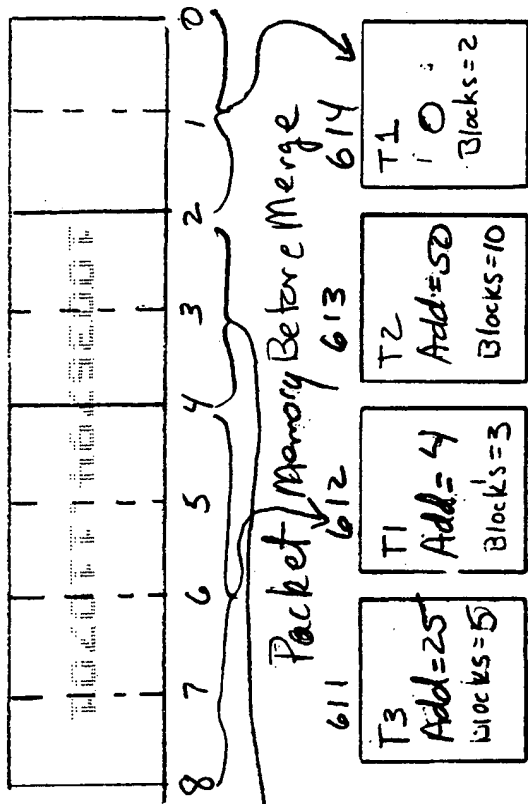 8 7 6 5 4 3 2 1 0
Packet Memory Before Merge
611 612 613 614
T3
Add=25
Blocks=5
T1
Add=4
Blocks=3
T2
Add=50
Blocks=10
T1
0
Blocks=2